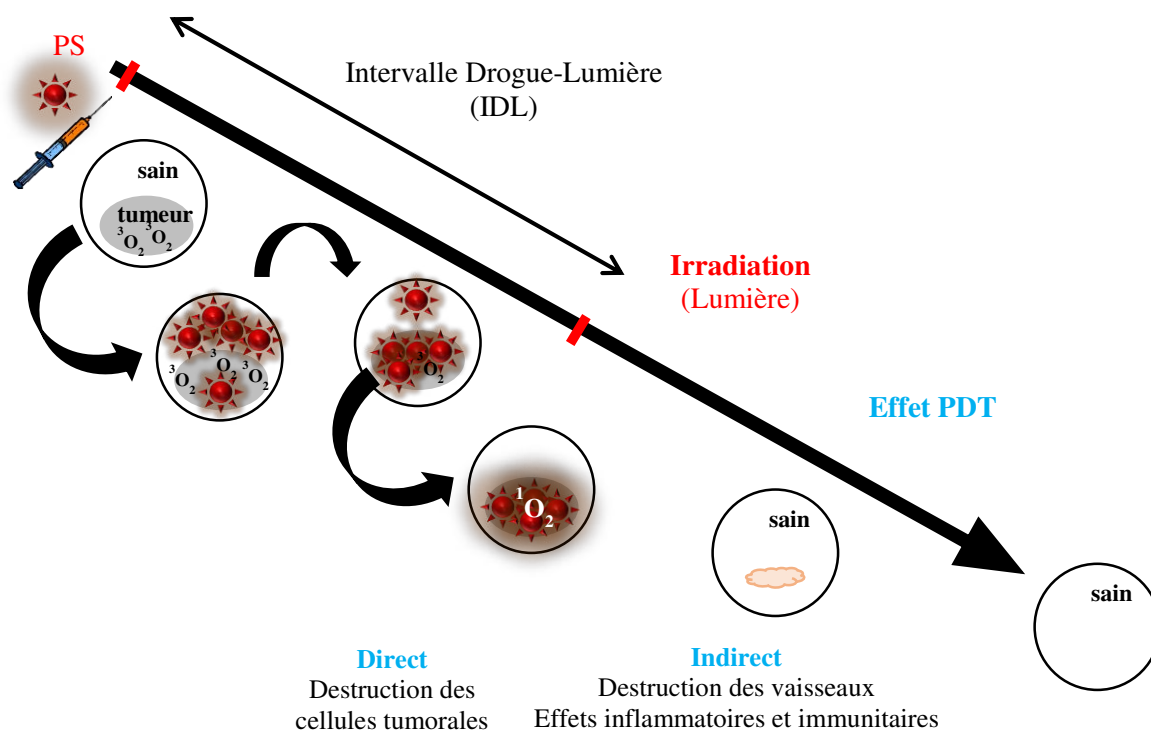 PS
Intervalle Drogue-Lumière
(IDL)
sain
tumeur
³O₂ ³O₂
Irradiation
(Lumière)
³O₂ ³O₂ ³O₂
³O₂
Effet PDT
¹O₂
sain
sain
Direct
Destruction des
cellules tumorales
Indirect
Destruction des vaisseaux
Effets inflammatoires et immunitaires